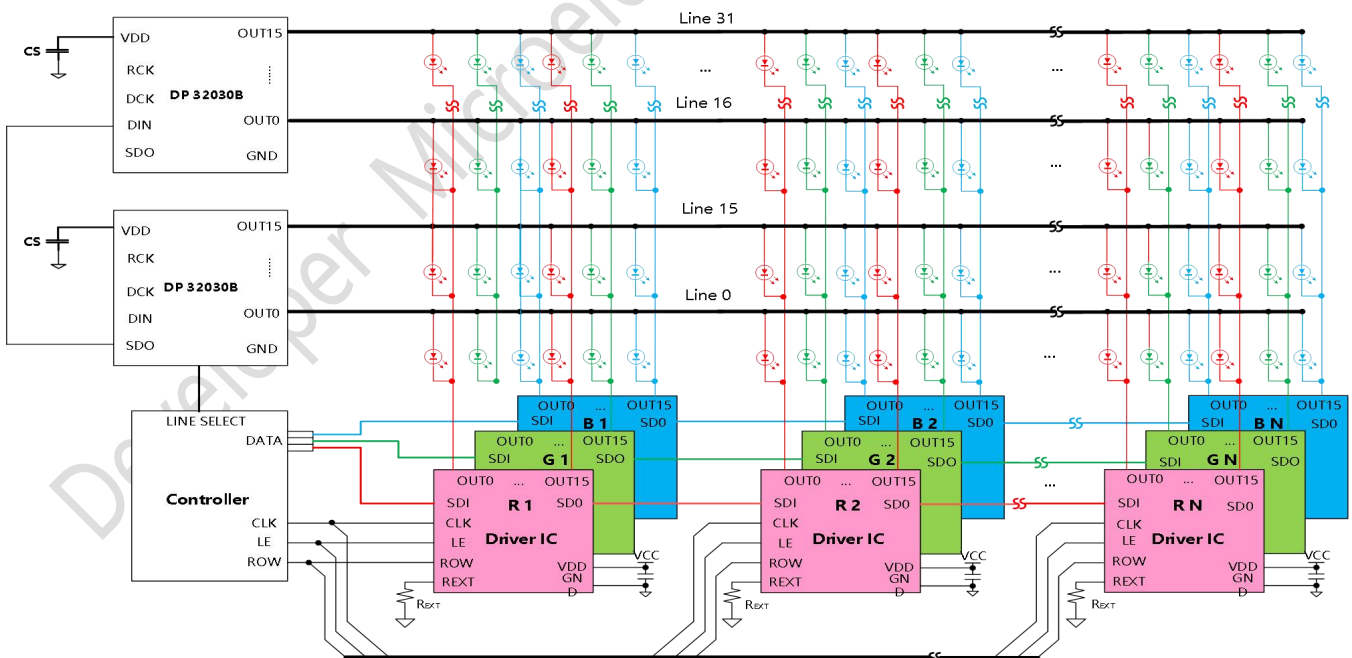 Developer Microele
Line 31
CS
VDD
OUT15
RCK
DCK
DP 32030B
DIN
OUT0
SDO
GND
...
...
Line 16
...
Line 15
CS
VDD
OUT15
RCK
DCK
DP 32030B
DIN
OUT0
SDO
GND
...
Line 0
...
LINE SELECT
DATA
Controller
CLK
LE
ROW
OUT0 ... OUT15
SDI B 1 SD0
OUT0 ... OUT15
SDI G 1 SDO
OUT0 ... OUT15
SDI R 1 SD0
CLK
LE Driver IC
ROW VDD VCC
REXT GN
D
REXT
OUT0 ... OUT15
SDI B 2 SD0
OUT0 ... OUT15
SDI G 2 SDO
OUT0 ... OUT15
SDI R 2 SD0
CLK
LE Driver IC
ROW VDD VCC
REXT GN
D
REXT
...
OUT0 ... OUT15
SDI B N SD0
OUT0 ... OUT15
SDI G N SDO
OUT0 ... OUT15
SDI R N SD0
CLK
LE Driver IC
ROW VDD VCC
REXT GN
D
REXT